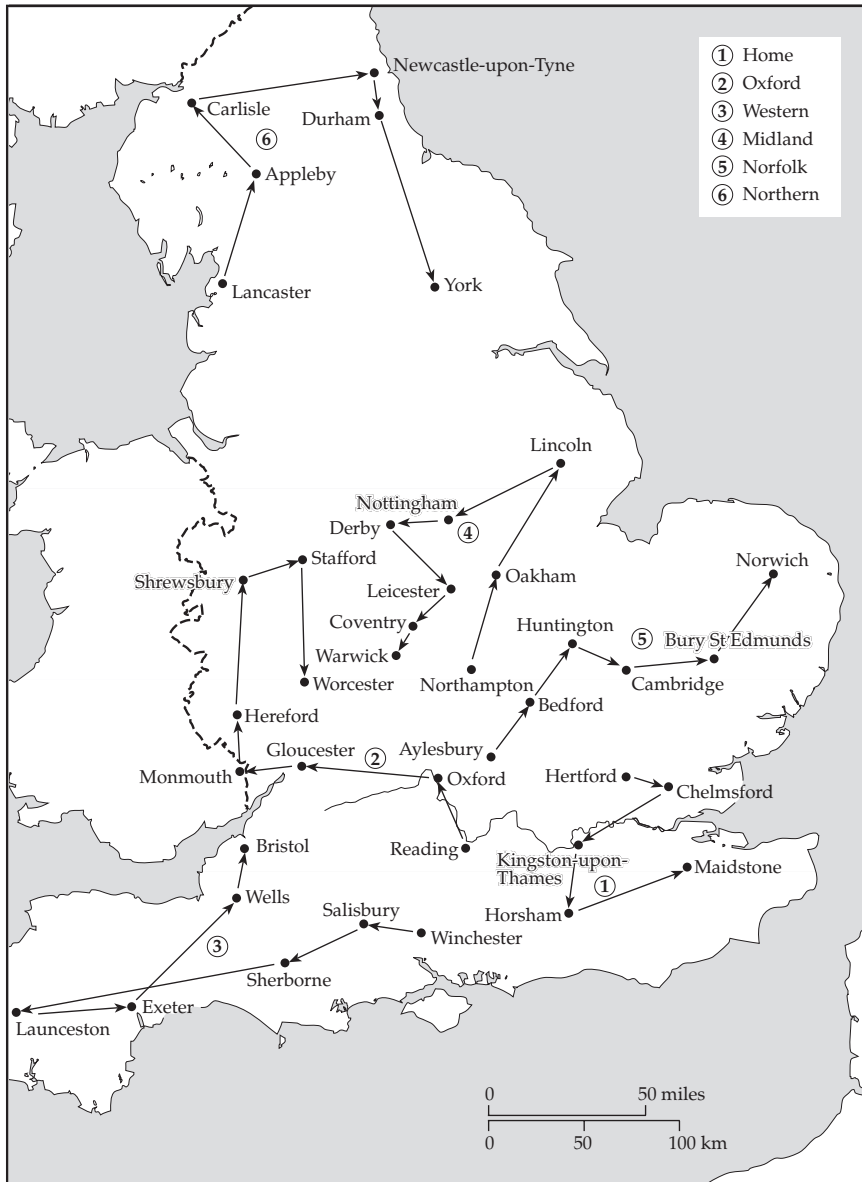 Newcastle-upon-Tyne
① Home
② Oxford
③ Western
④ Midland
⑤ Norfolk
⑥ Northern
Carlisle
Durham
⑥
Appleby
Lancaster
York
Lincoln
Nottingham
Derby
④
Stafford
Norwich
Shrewsbury
Oakham
Leicester
Coventry
Huntington
⑤
Bury St Edmunds
Warwick
Worcester
Northampton
Cambridge
Bedford
Hereford
Gloucester
②
Aylesbury
Monmouth
Oxford
Hertford
Chelmsford
Bristol
Reading
Kingston-upon-
Thames
Maidstone
①
Wells
Salisbury
Horsham
Winchester
③
Sherborne
Exeter
Launceston
0 50 miles
0 50 100 km